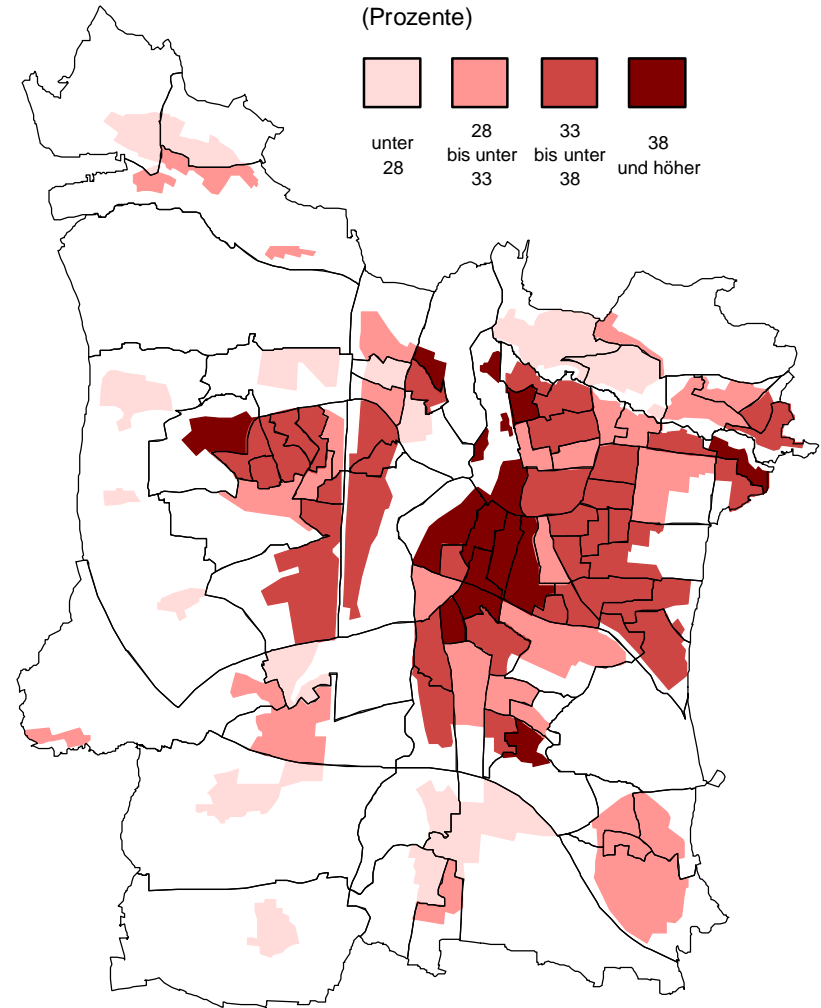 (Prozente)
unter
28
28
bis unter
33
33
bis unter
38
38
und höher